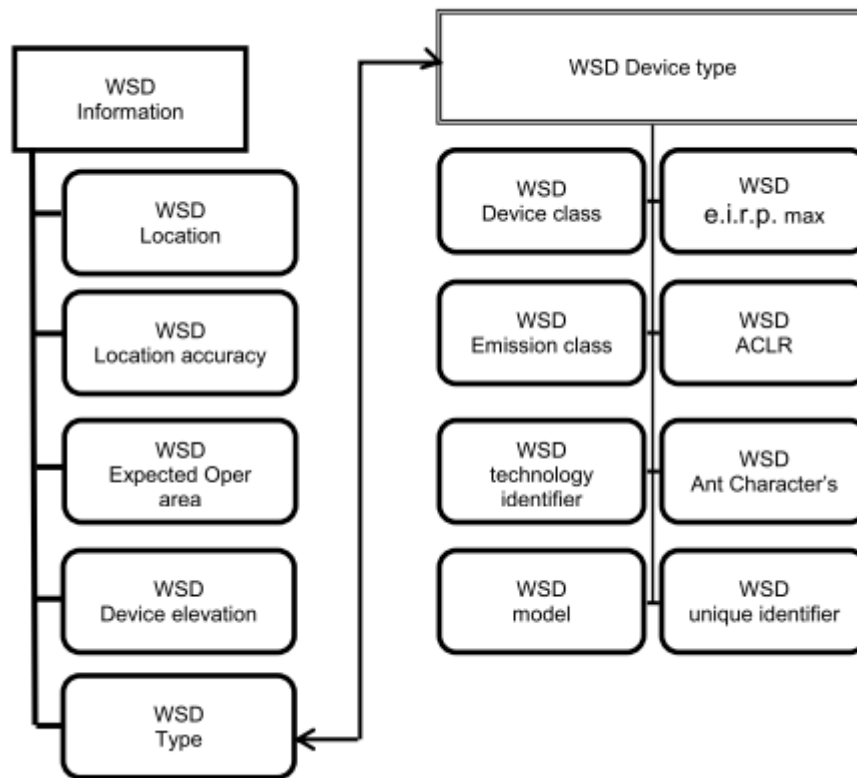 WSD
Information
WSD
Location
WSD
Location accuracy
WSD
Expected Oper
area
WSD
Device elevation
WSD
Type
WSD Device type
WSD
Device class
WSD
e.i.r.p. max
WSD
Emission class
WSD
ACLR
WSD
technology
identifier
WSD
Ant Character's
WSD
model
WSD
unique identifier